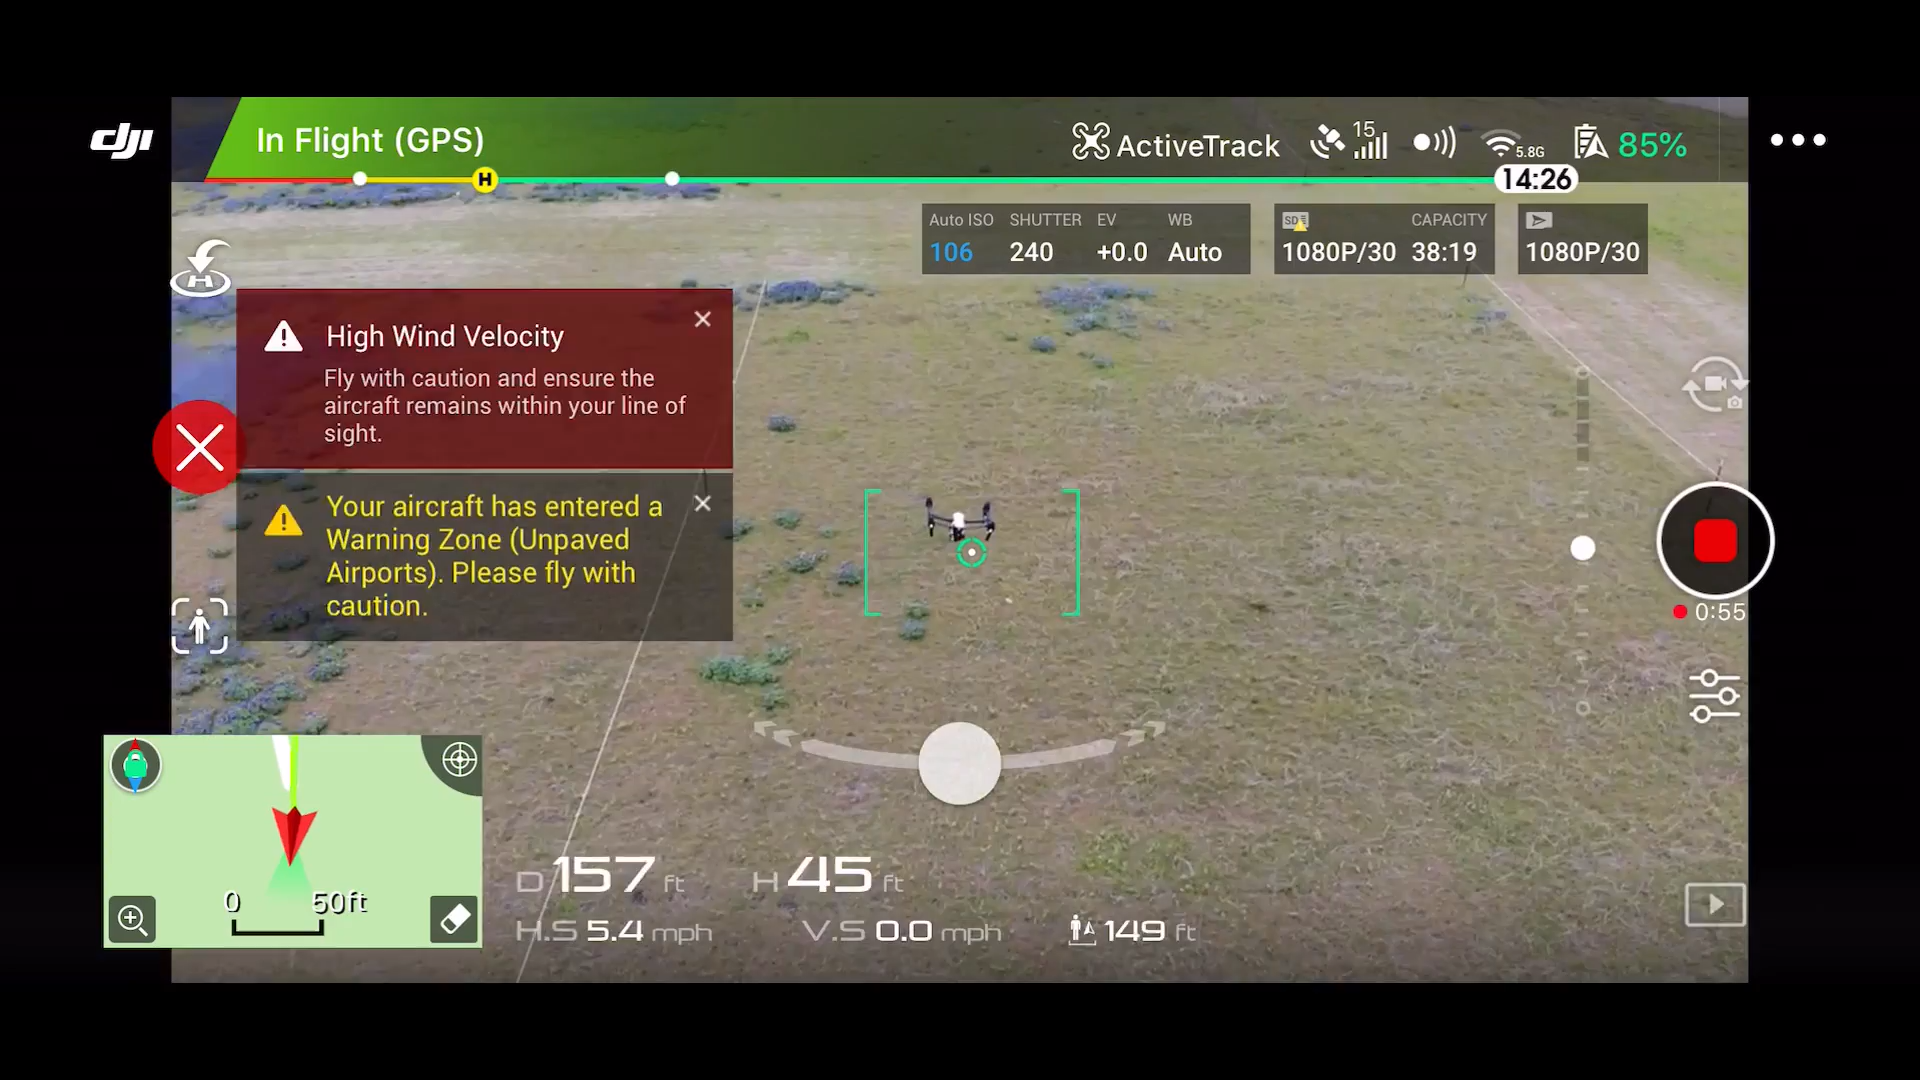 dji
In Flight (GPS)
ActiveTrack
15
5.8G
85%
H
14:26
Auto ISO SHUTTER EV WB
106 240 +0.0 Auto
SD CAPACITY
1080P/30 38:19
1080P/30
H
High Wind Velocity
Fly with caution and ensure the
aircraft remains within your line of
sight.
Your aircraft has entered a
Warning Zone (Unpaved
Airports). Please fly with
caution.
0:55
0 50ft
D 157 ft H 45 ft
H.S 5.4 mph V.S 0.0 mph 149 ft